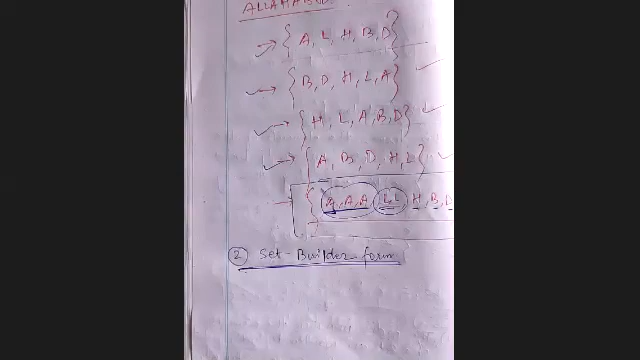 ALLAHABAD
{A, L, H, B, D}
{B, D, H, L, A}
{H, L, A, B, D}
{A, B, D, H, L}
{A, A, A, L L H, B, D
② Set-Builder-form